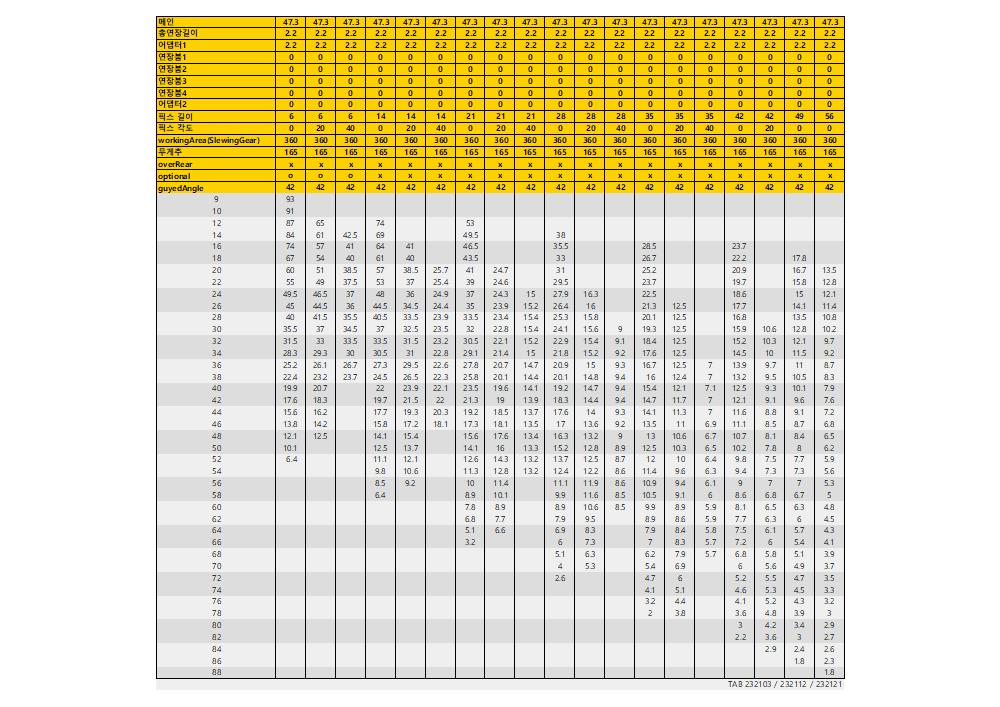 메인 47.3 47.3 47.3 47.3 47.3 47.3 47.3 47.3 47.3 47.3 47.3 47.3 47.3 47.3 47.3 47.3 47.3 47.3 47.3
총연장길이 2.2 2.2 2.2 2.2 2.2 2.2 2.2 2.2 2.2 2.2 2.2 2.2 2.2 2.2 2.2 2.2 2.2 2.2 2.2
어댑터1 2.2 2.2 2.2 2.2 2.2 2.2 2.2 2.2 2.2 2.2 2.2 2.2 2.2 2.2 2.2 2.2 2.2 2.2 2.2
연장붐1 0 0 0 0 0 0 0 0 0 0 0 0 0 0 0 0 0 0 0
연장붐2 0 0 0 0 0 0 0 0 0 0 0 0 0 0 0 0 0 0 0
연장붐3 0 0 0 0 0 0 0 0 0 0 0 0 0 0 0 0 0 0 0
연장붐4 0 0 0 0 0 0 0 0 0 0 0 0 0 0 0 0 0 0 0
어댑터2 0 0 0 0 0 0 0 0 0 0 0 0 0 0 0 0 0 0 0
픽스 길이 6 6 6 14 14 14 21 21 21 28 28 28 35 35 35 42 42 49 56
픽스 각도 0 20 40 0 20 40 0 20 40 0 20 40 0 20 40 0 20 0 0
workingArea(SlewingGear) 360 360 360 360 360 360 360 360 360 360 360 360 360 360 360 360 360 360 360
무게추 165 165 165 165 165 165 165 165 165 165 165 165 165 165 165 165 165 165 165
overRear x x x x x x x x x x x x x x x x x x x
optional o o o x x x x x x x x x x x x x x x x
guyedAngle 42 42 42 42 42 42 42 42 42 42 42 42 42 42 42 42 42 42 42
9 93
10 91
12 87 65 74 53
14 84 61 42.5 69 49.5 38
16 74 57 41 64 41 46.5 35.5 28.5 23.7
18 67 54 40 61 40 43.5 33 26.7 22.2 17.8
20 60 51 38.5 57 38.5 25.7 41 24.7 31 25.2 20.9 16.7 13.5
22 55 49 37.5 53 37 25.4 39 24.6 29.5 23.7 19.7 15.8 12.8
24 49.5 46.5 37 48 36 24.9 37 24.3 15 27.9 16.3 22.5 18.6 15 12.1
26 45 44.5 36 44.5 34.5 24.4 35 23.9 15.2 26.4 16 21.3 12.5 17.7 14.1 11.4
28 40 41.5 35.5 40.5 33.5 23.9 33.5 23.4 15.4 25.3 15.8 20.1 12.5 16.8 13.5 10.8
30 35.5 37 34.5 37 32.5 23.5 32 22.8 15.4 24.1 15.6 9 19.3 12.5 15.9 10.6 12.8 10.2
32 31.5 33 33.5 33.5 31.5 23.2 30.5 22.1 15.2 22.9 15.4 9.1 18.4 12.5 15.2 10.3 12.1 9.7
34 28.3 29.3 30 30.5 31 22.8 29.1 21.4 15 21.8 15.2 9.2 17.6 12.5 14.5 10 11.5 9.2
36 25.2 26.1 26.7 27.3 29.5 22.6 27.8 20.7 14.7 20.9 15 9.3 16.7 12.5 7 13.9 9.7 11 8.7
38 22.4 23.2 23.7 24.5 26.5 22.3 25.8 20.1 14.4 20.1 14.8 9.4 16 12.4 7 13.2 9.5 10.5 8.3
40 19.9 20.7 22 23.9 22.1 23.5 19.6 14.1 19.2 14.7 9.4 15.4 12.1 7.1 12.5 9.3 10.1 7.9
42 17.6 18.3 19.7 21.5 22 21.3 19 13.9 18.3 14.4 9.4 14.7 11.7 7 12.1 9.1 9.6 7.6
44 15.6 16.2 17.7 19.3 20.3 19.2 18.5 13.7 17.6 14 9.3 14.1 11.3 7 11.6 8.8 9.1 7.2
46 13.8 14.2 15.8 17.2 18.1 17.3 18.1 13.5 17 13.6 9.2 13.5 11 6.9 11.1 8.5 8.7 6.8
48 12.1 12.5 14.1 15.4 15.6 17.6 13.4 16.3 13.2 9 13 10.6 6.7 10.7 8.1 8.4 6.5
50 10.1 12.5 13.7 14.1 16 13.3 15.2 12.8 8.9 12.5 10.3 6.5 10.2 7.8 8 6.2
52 6.4 11.1 12.1 12.6 14.3 13.2 13.7 12.5 8.7 12 10 6.4 9.8 7.5 7.7 5.9
54 9.8 10.6 11.3 12.8 13.2 12.4 12.2 8.6 11.4 9.6 6.3 9.4 7.3 7.3 5.6
56 8.5 9.2 10 11.4 11.1 11.9 8.6 10.9 9.4 6.1 9 7 7 5.3
58 6.4 8.9 10.1 9.9 11.6 8.5 10.5 9.1 6 8.6 6.8 6.7 5
60 7.8 8.9 8.9 10.6 8.5 9.9 8.9 5.9 8.1 6.5 6.3 4.8
62 6.8 7.7 7.9 9.5 8.9 8.6 5.9 7.7 6.3 6 4.5
64 5.1 6.6 6.9 8.3 7.9 8.4 5.8 7.5 6.1 5.7 4.3
66 3.2 6 7.3 7 8.3 5.7 7.2 6 5.4 4.1
68 5.1 6.3 6.2 7.9 5.7 6.8 5.8 5.1 3.9
70 4 5.3 5.4 6.9 6 5.6 4.9 3.7
72 2.6 4.7 6 5.2 5.5 4.7 3.5
74 4.1 5.1 4.6 5.3 4.5 3.3
76 3.2 4.4 4.1 5.2 4.3 3.2
78 2 3.8 3.6 4.8 3.9 3
80 3 4.2 3.4 2.9
82 2.2 3.6 3 2.7
84 2.9 2.4 2.6
86 1.8 2.3
88 1.8
TAB 232103 / 232112 / 232121